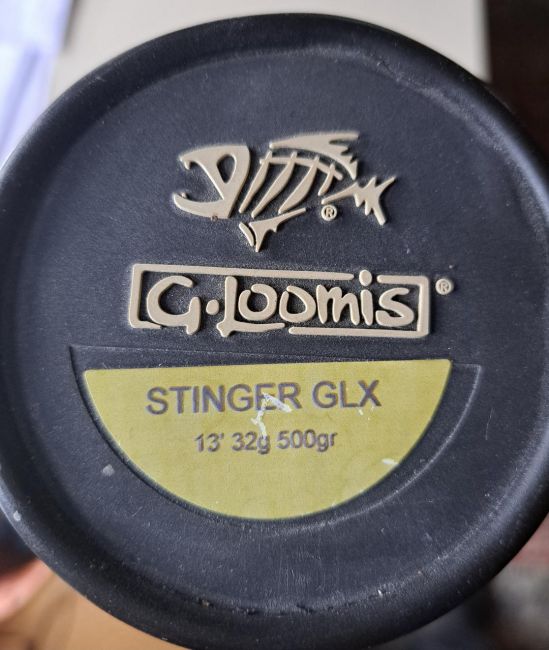 ®
G·Loomis ®
STINGER GLX
13' 32g 500gr